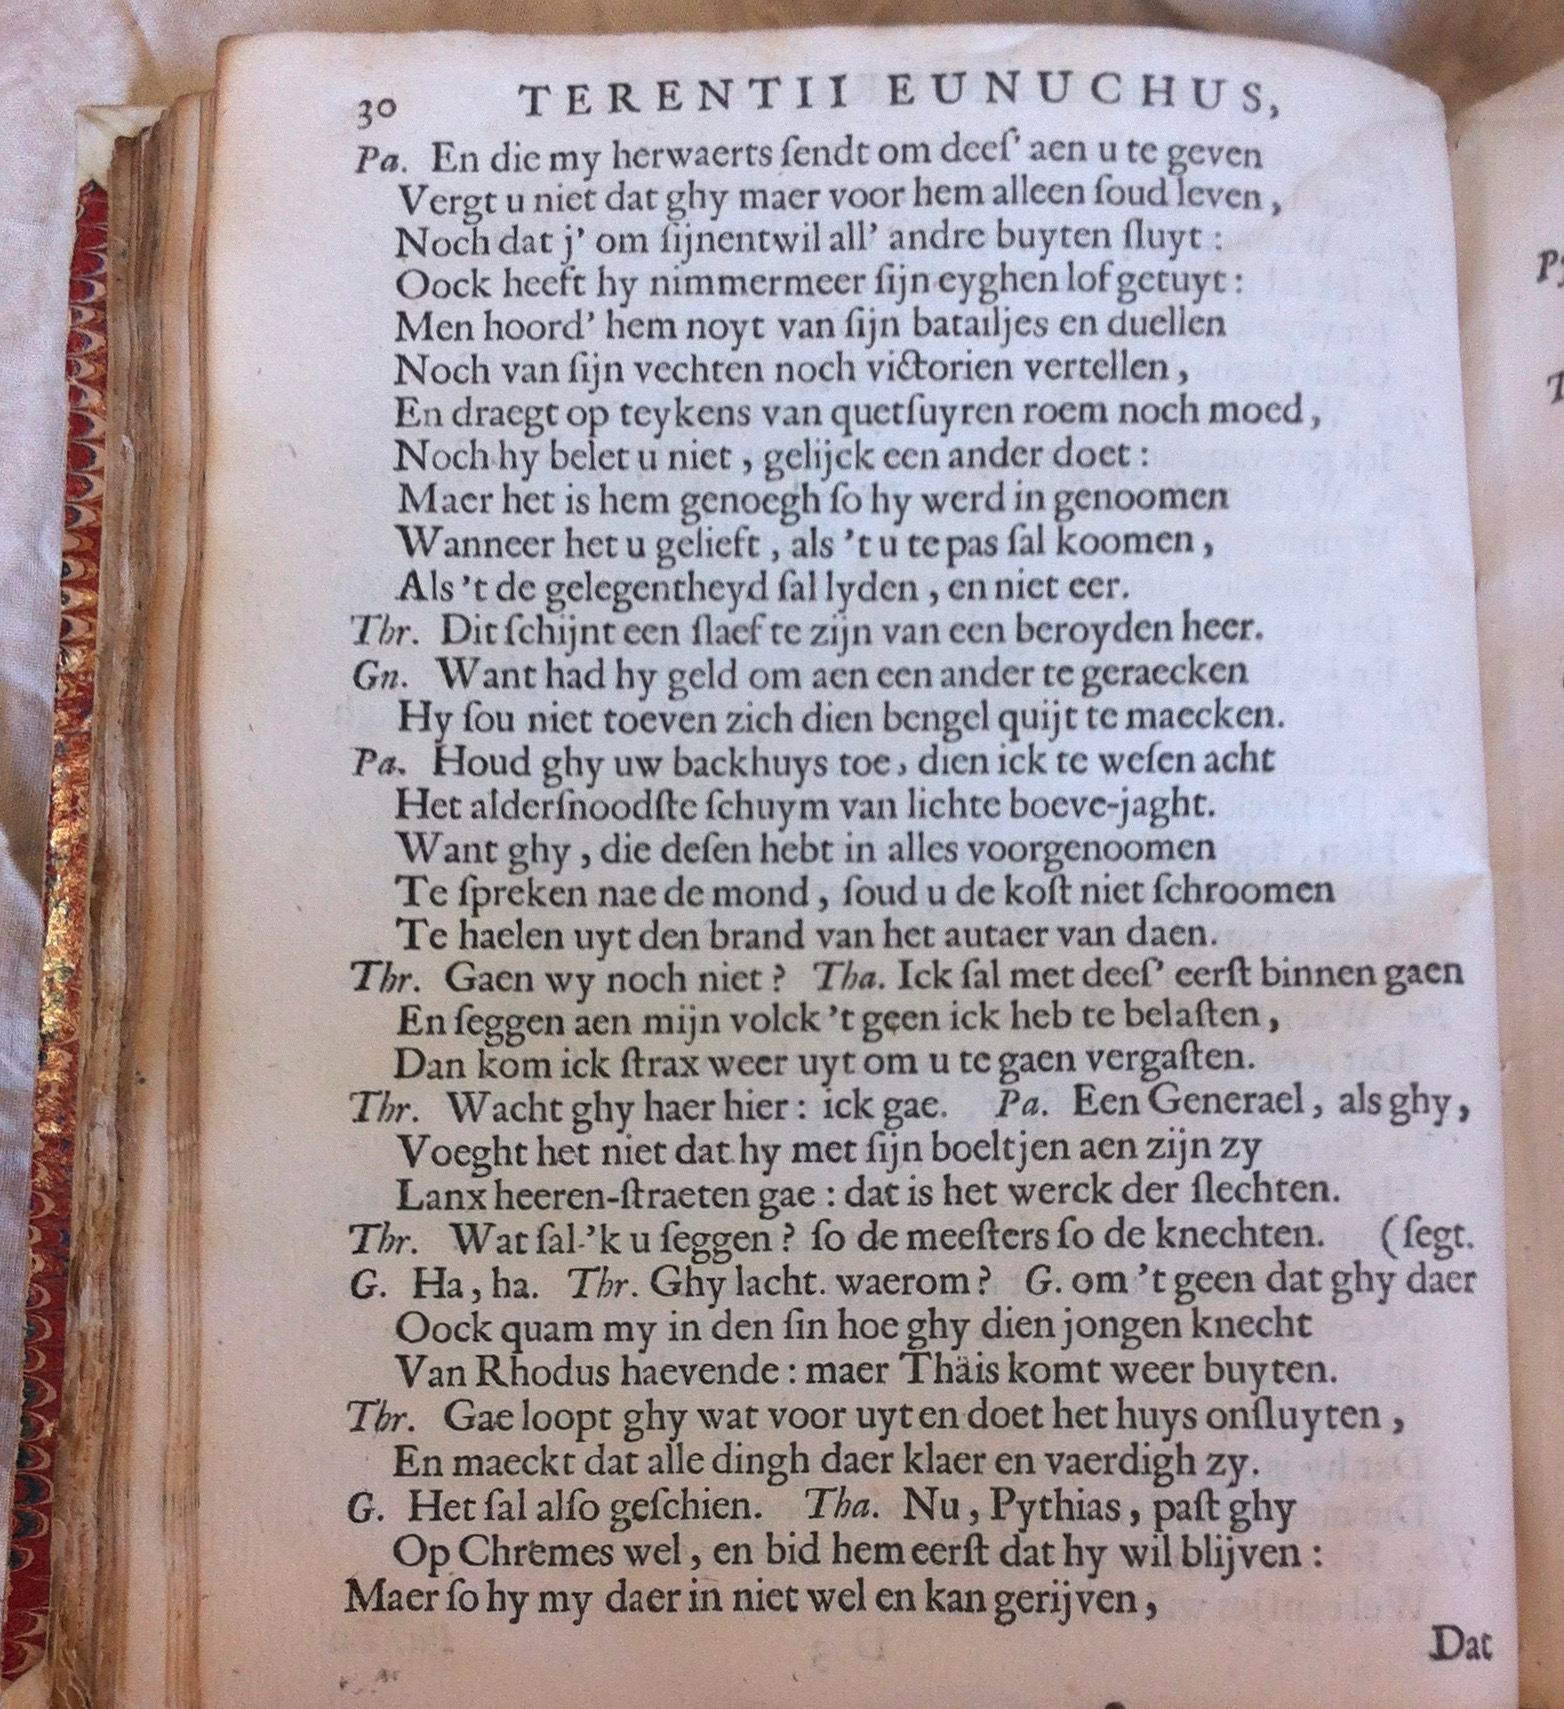 30 TERENTII EUNUCHUS,
Pa. En die my herwaerts ſendt om deeſ' aen u te geven
Vergt u niet dat ghy maer voor hem alleen ſoud leven,
Noch dat j' om ſijnentwil all' andre buyten ſluyt :
Oock heeft hy nimmermeer ſijn eyghen lof getuyt :
Men hoord' hem noyt van ſijn batailjes en duellen
Noch van ſijn vechten noch victorien vertellen,
En draegt op teykens van quetſuyren roem noch moed,
Noch hy belet u niet, gelijck een ander doet :
Maer het is hem genoegh ſo hy werd in genoomen
Wanneer het u gelieft, als 't u te pas ſal koomen,
Als 't de gelegentheyd ſal lyden, en niet eer.
Thr. Dit ſchijnt een ſlaef te zijn van een beroyden heer.
Gn. Want had hy geld om aen een ander te geraecken
Hy ſou niet toeven zich dien bengel quijt te maecken.
Pa. Houd ghy uw backhuys toe, dien ick te weſen acht
Het alderſnoodſte ſchuym van lichte boeve-jaght.
Want ghy, die deſen hebt in alles voorgenoomen
Te ſpreken nae de mond, ſoud u de koſt niet ſchroomen
Te haelen uyt den brand van het autaer van daen.
Thr. Gaen wy noch niet? Tha. Ick ſal met deeſ' eerſt binnen gaen
En ſeggen aen mijn volck 't geen ick heb te belaſten,
Dan kom ick ſtrax weer uyt om u te gaen vergaſten.
Thr. Wacht ghy haer hier : ick gae. Pa. Een Generael, als ghy,
Voeght het niet dat hy met ſijn boeltjen aen zijn zy
Lanx heeren-ſtraeten gae : dat is het werck der ſlechten.
Thr. Wat ſal-'k u ſeggen? ſo de meeſters ſo de knechten. (ſegt.
G. Ha, ha. Thr. Ghy lacht. waerom? G. om 't geen dat ghy daer
Oock quam my in den ſin hoe ghy dien jongen knecht
Van Rhodus haevende : maer Thäis komt weer buyten.
Thr. Gae loopt ghy wat voor uyt en doet het huys onſluyten,
En maeckt dat alle dingh daer klaer en vaerdigh zy.
G. Het ſal alſo geſchien. Tha. Nu, Pythias, paſt ghy
Op Chremes wel, en bid hem eerſt dat hy wil blijven :
Maer ſo hy my daer in niet wel en kan gerijven,
Dat